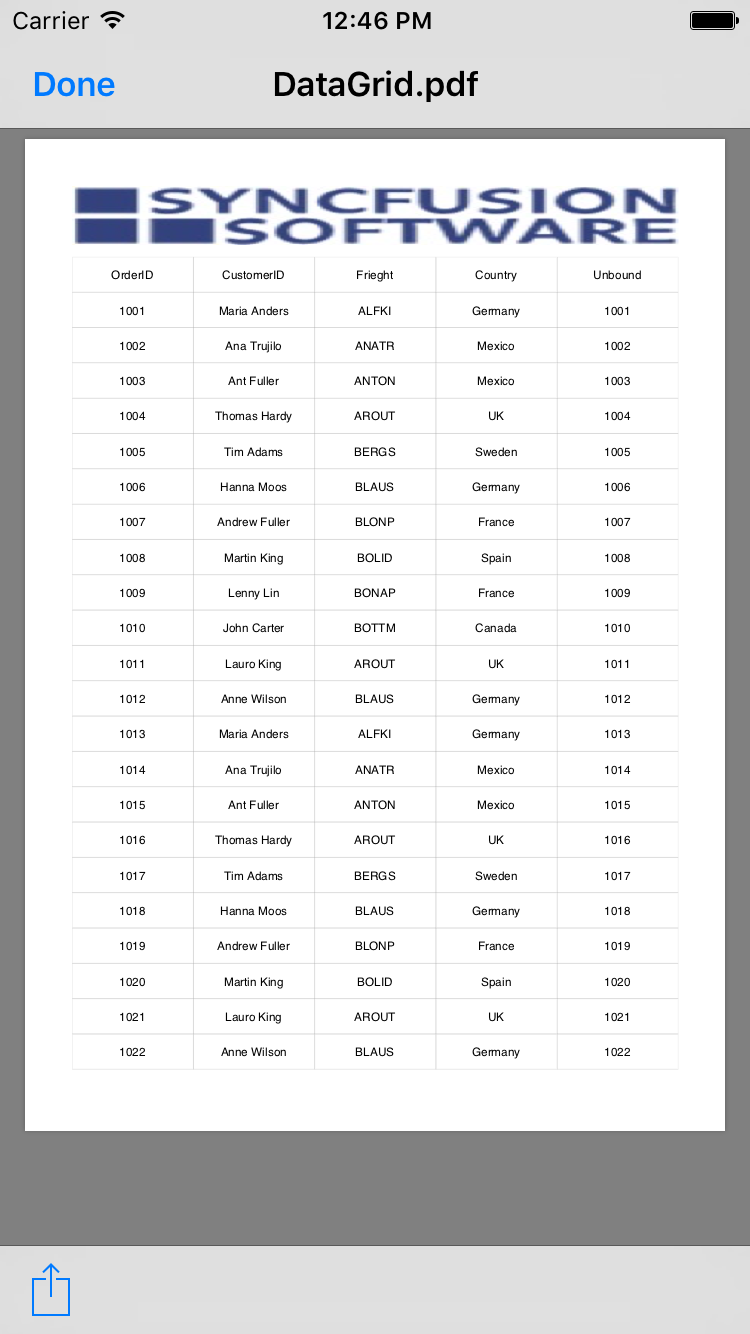 Carrier 12:46 PM
Done DataGrid.pdf
SYNCFUSION
SOFTWARE
OrderID CustomerID Frieght Country Unbound
1001 Maria Anders ALFKI Germany 1001
1002 Ana Trujilo ANATR Mexico 1002
1003 Ant Fuller ANTON Mexico 1003
1004 Thomas Hardy AROUT UK 1004
1005 Tim Adams BERGS Sweden 1005
1006 Hanna Moos BLAUS Germany 1006
1007 Andrew Fuller BLONP France 1007
1008 Martin King BOLID Spain 1008
1009 Lenny Lin BONAP France 1009
1010 John Carter BOTTM Canada 1010
1011 Lauro King AROUT UK 1011
1012 Anne Wilson BLAUS Germany 1012
1013 Maria Anders ALFKI Germany 1013
1014 Ana Trujilo ANATR Mexico 1014
1015 Ant Fuller ANTON Mexico 1015
1016 Thomas Hardy AROUT UK 1016
1017 Tim Adams BERGS Sweden 1017
1018 Hanna Moos BLAUS Germany 1018
1019 Andrew Fuller BLONP France 1019
1020 Martin King BOLID Spain 1020
1021 Lauro King AROUT UK 1021
1022 Anne Wilson BLAUS Germany 1022